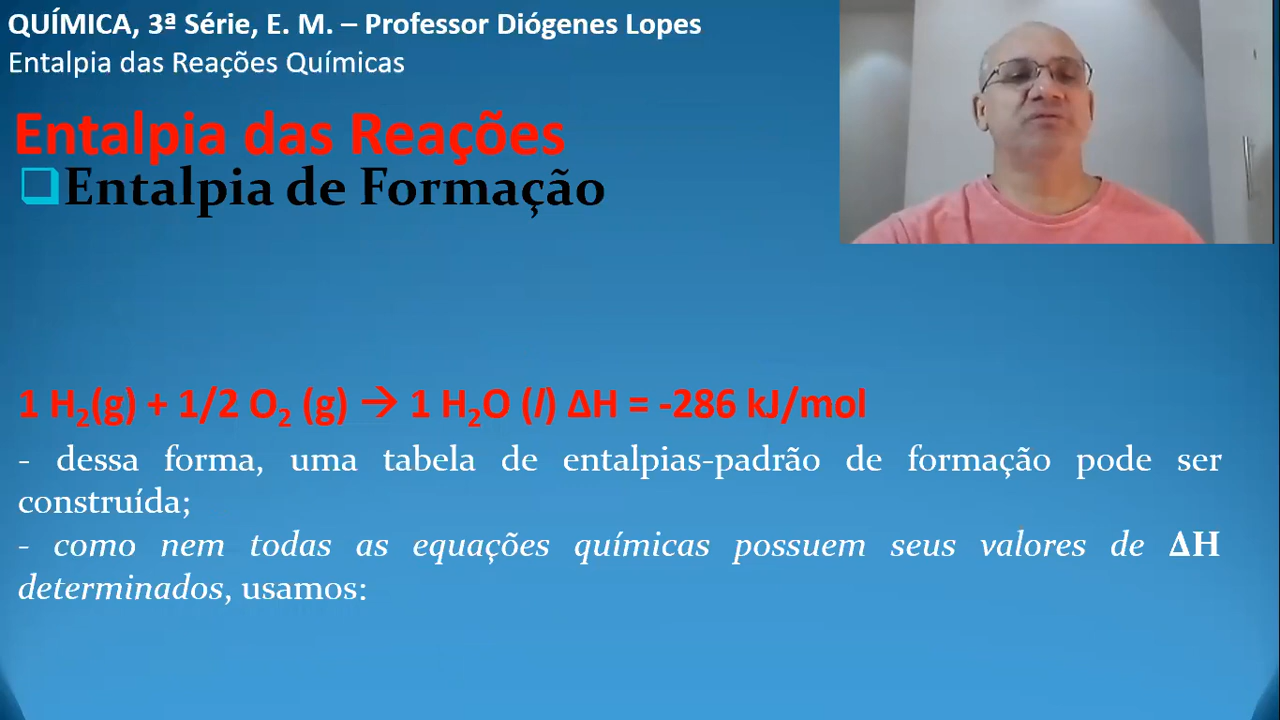 QUÍMICA, 3ª Série, E. M. – Professor Diógenes Lopes
Entalpia das Reações Químicas
Entalpia das Reações
❑Entalpia de Formação
1 H₂(g) + 1/2 O₂ (g) → 1 H₂O (l) ΔH = -286 kJ/mol
- dessa forma, uma tabela de entalpias-padrão de formação pode ser
construída;
- como nem todas as equações químicas possuem seus valores de ΔH
determinados, usamos: